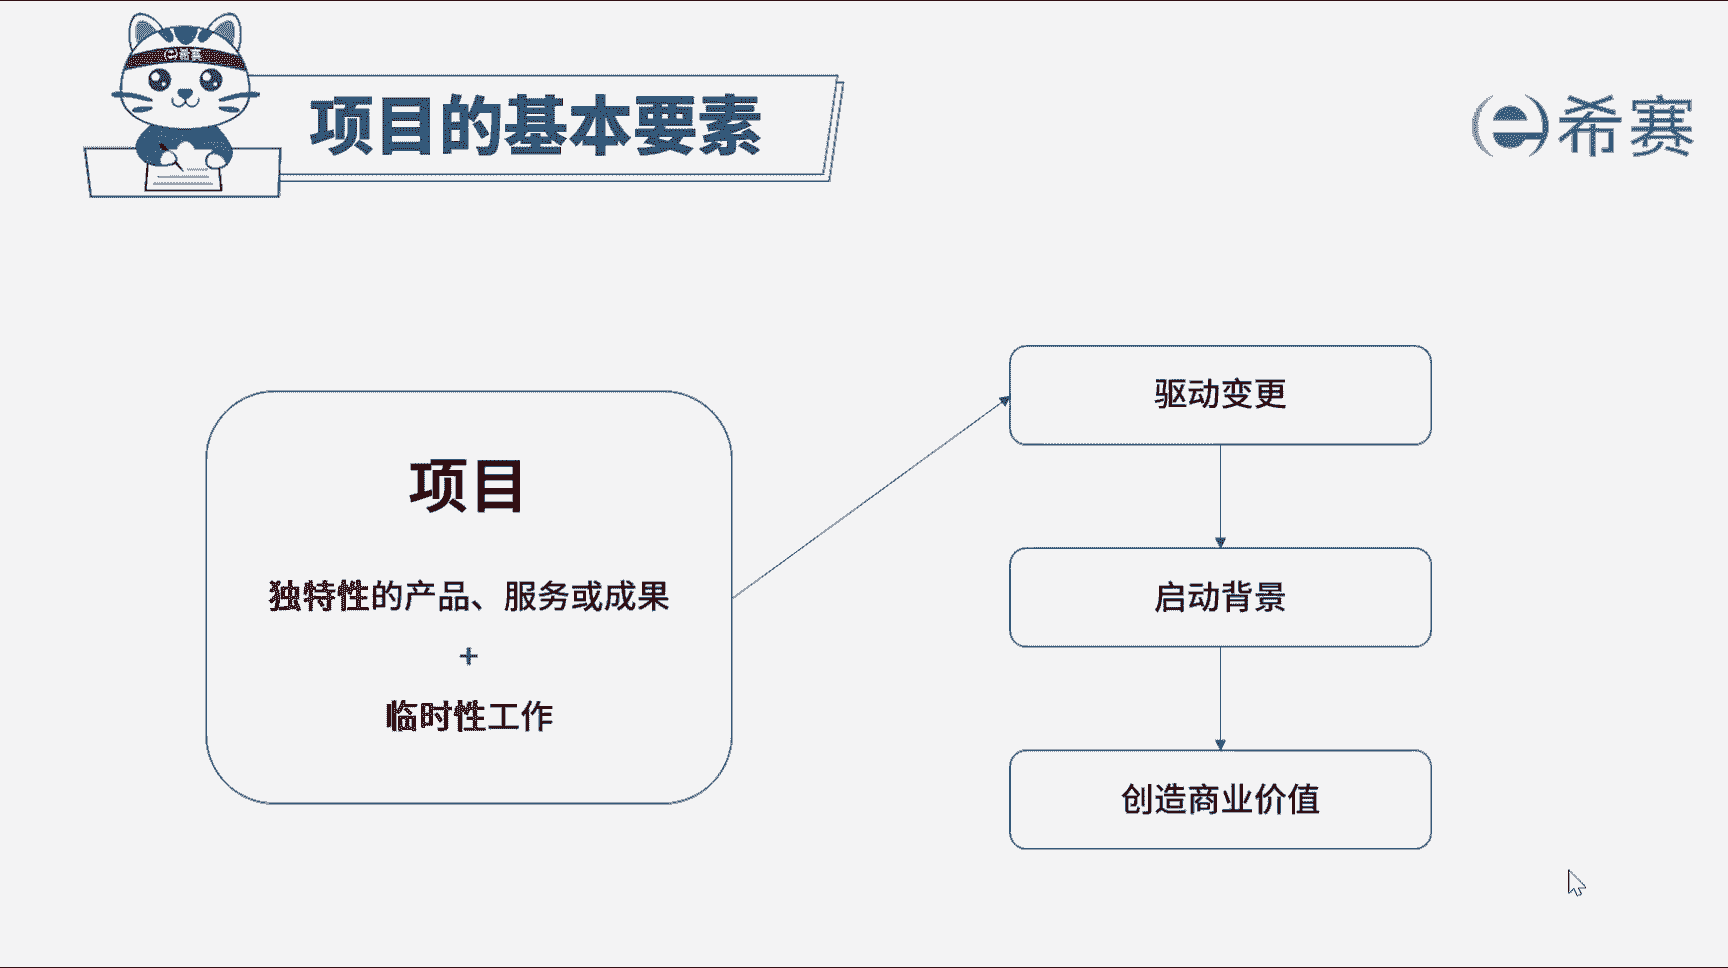 e希赛
项目的基本要素
e希赛
项目
独特性的产品、服务或成果
+
临时性工作
驱动变更
启动背景
创造商业价值